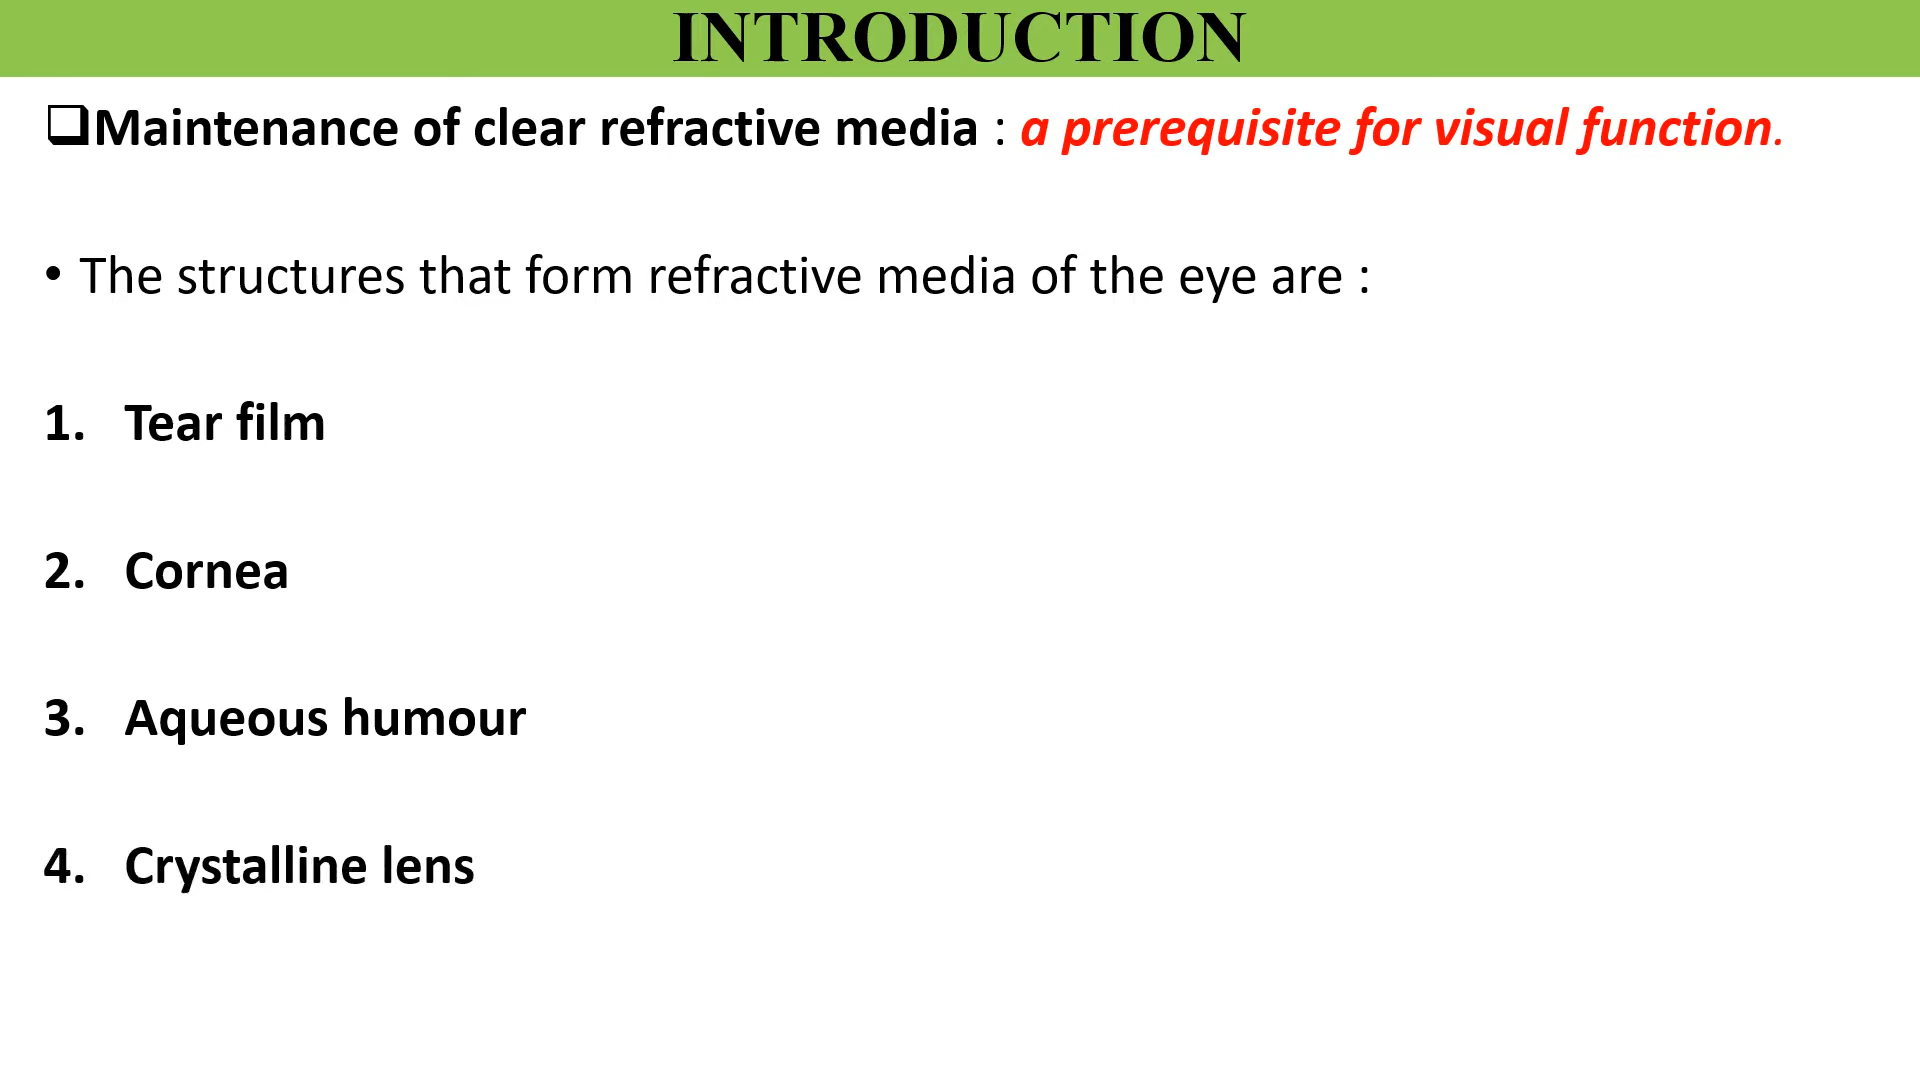 INTRODUCTION
❑Maintenance of clear refractive media : a prerequisite for visual function.
• The structures that form refractive media of the eye are :
1. Tear film
2. Cornea
3. Aqueous humour
4. Crystalline lens